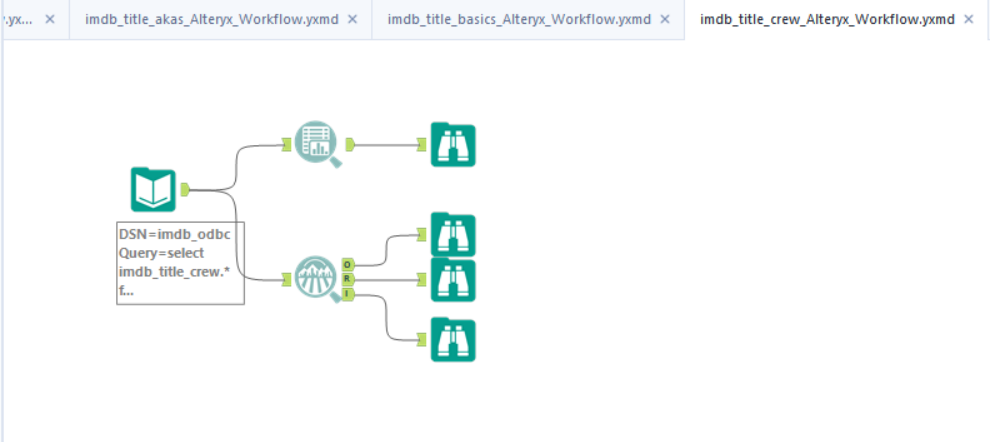 .yx...
imdb_title_akas_Alteryx_Workflow.yxmd
imdb_title_basics_Alteryx_Workflow.yxmd
imdb_title_crew_Alteryx_Workflow.yxmd
DSN=imdb_odbc
Query=select
imdb_title_crew.*
f...
O
R
I